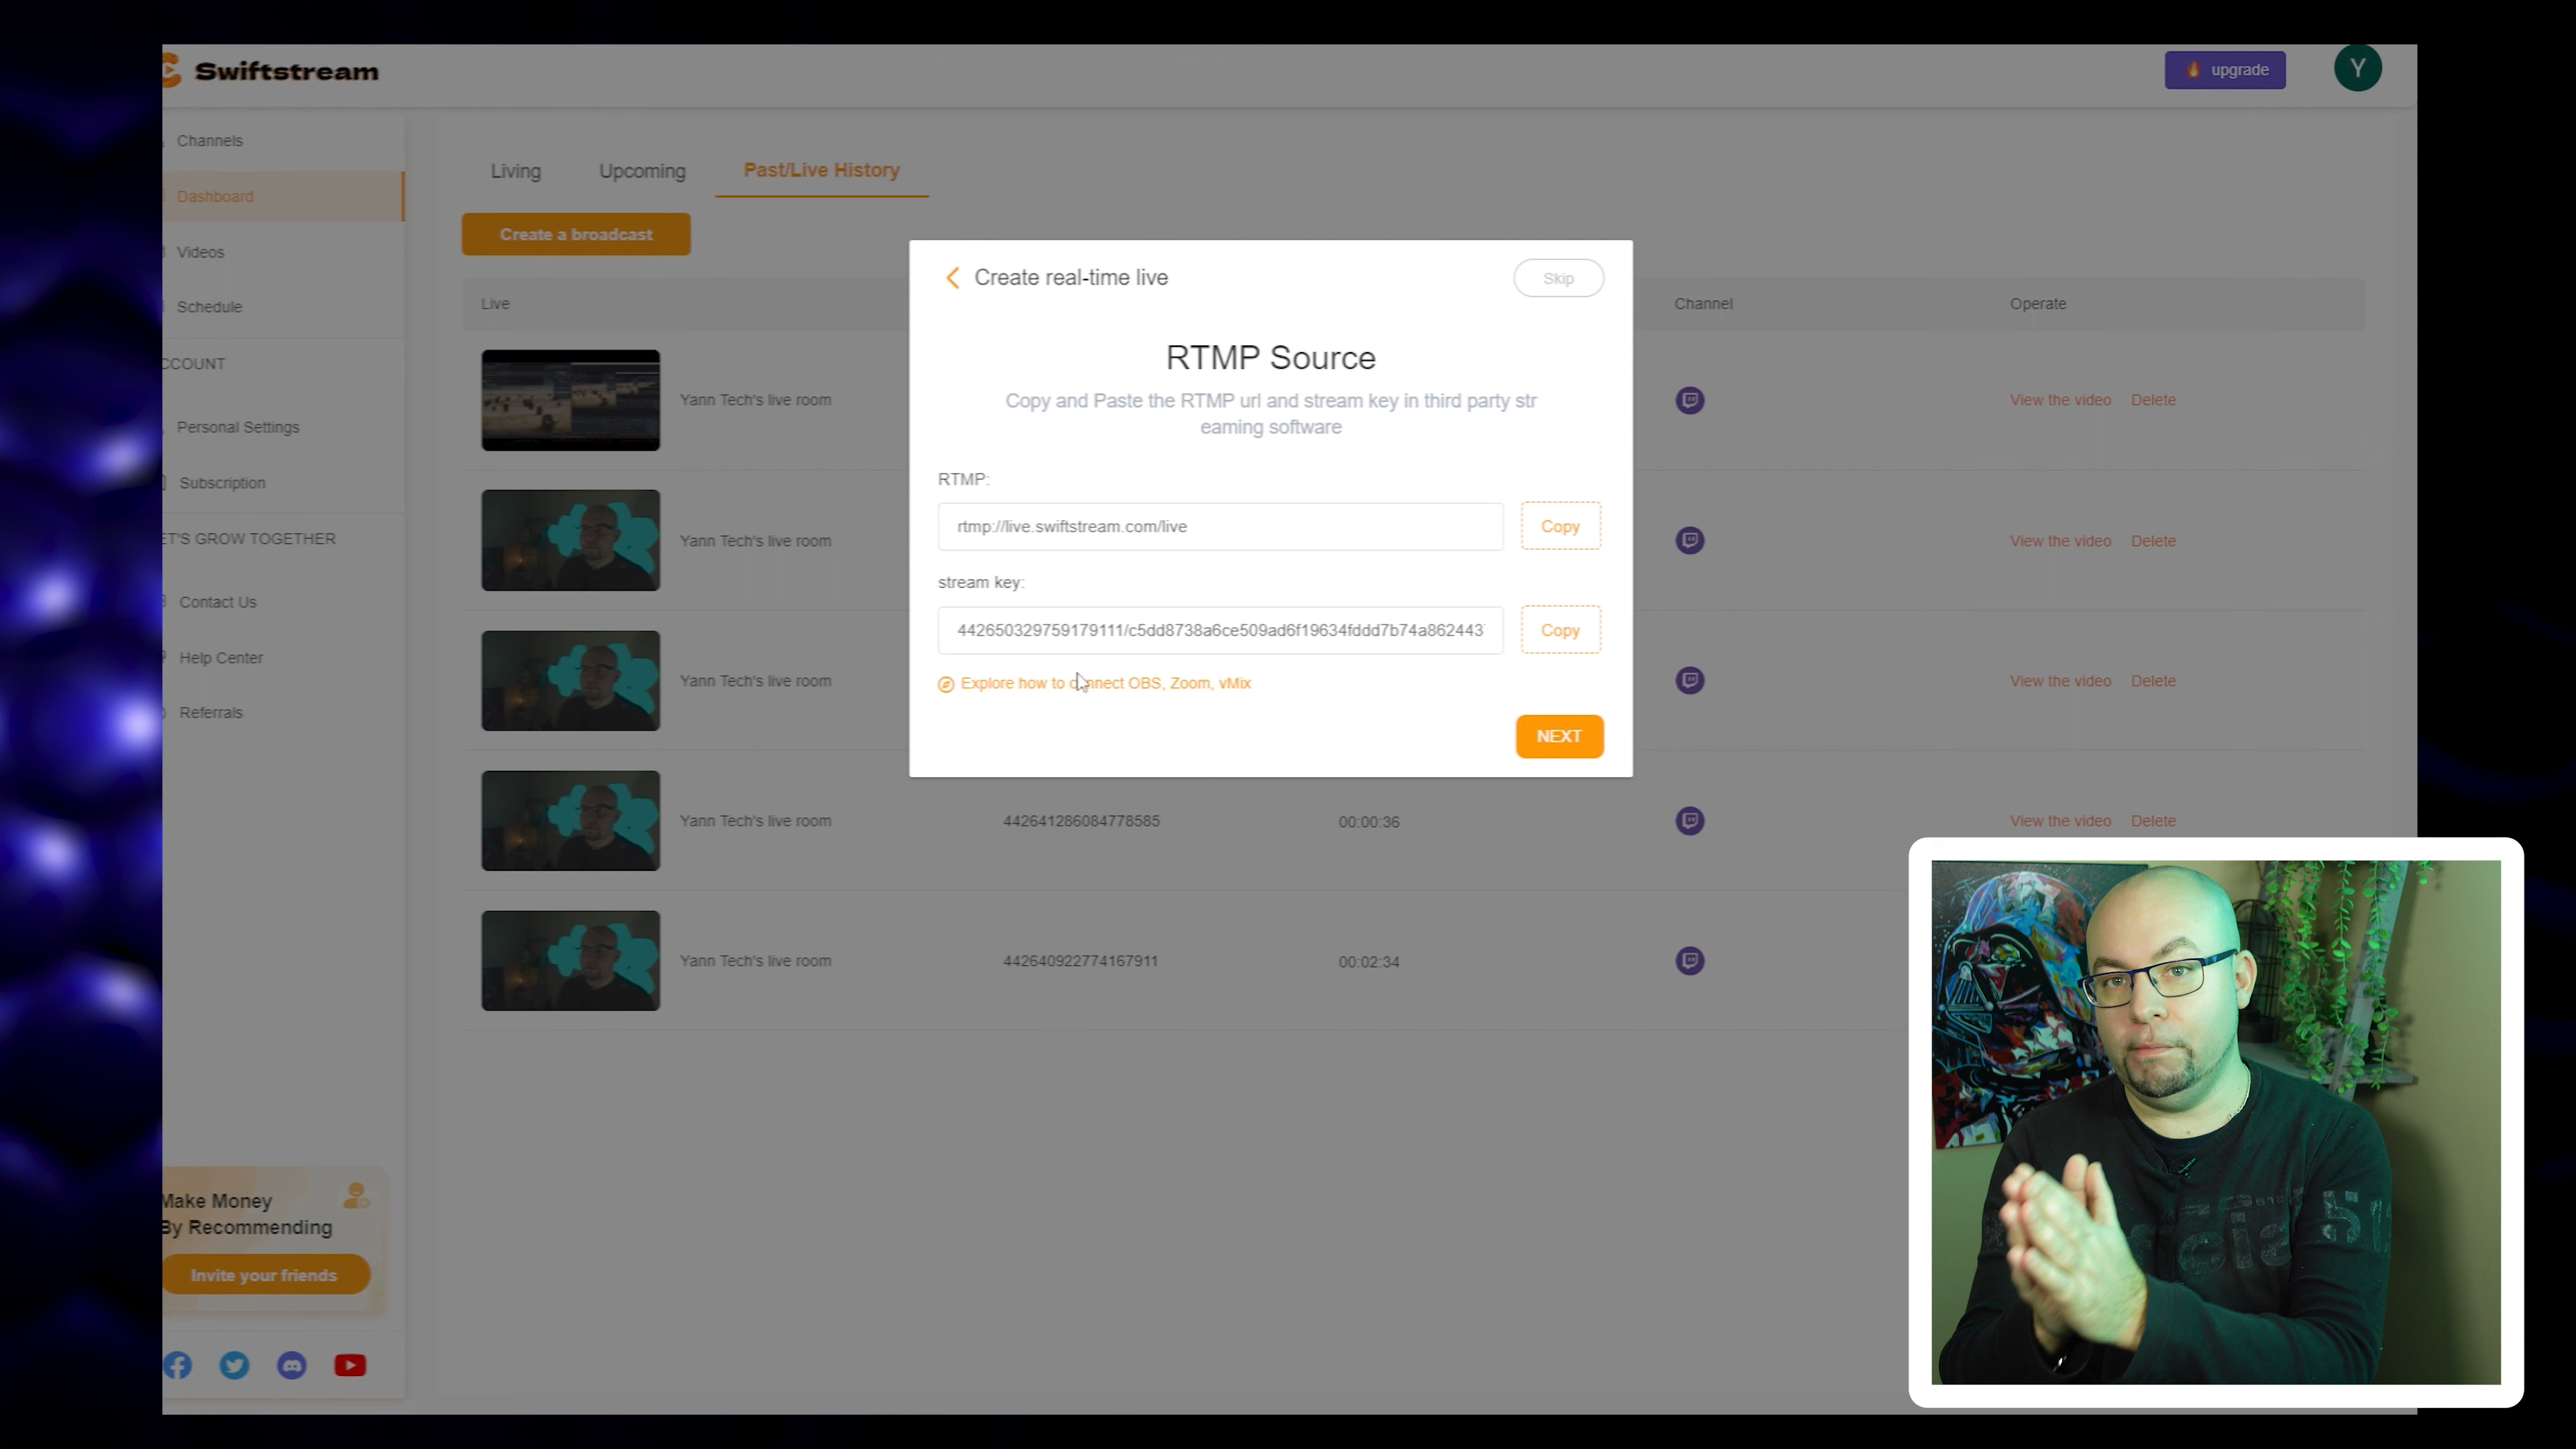 Swiftstream
upgrade
Y
Channels
Dashboard
Videos
Schedule
CCOUNT
Personal Settings
Subscription
ET'S GROW TOGETHER
Contact Us
Help Center
Referrals
Make Money
By Recommending
Invite your friends
Living Upcoming Past/Live History
Create a broadcast
Live Channel Operate
Yann Tech's live room View the video Delete
Yann Tech's live room View the video Delete
Yann Tech's live room View the video Delete
Yann Tech's live room 442641286084778585 00:00:36 View the video Delete
Yann Tech's live room 442640922774167911 00:02:34
Create real-time live Skip
RTMP Source
Copy and Paste the RTMP url and stream key in third party str
eaming software
RTMP:
rtmp://live.swiftstream.com/live Copy
stream key:
442650329759179111/c5dd8738a6ce509ad6f19634fddd7b74a862443 Copy
Explore how to connect OBS, Zoom, vMix
NEXT